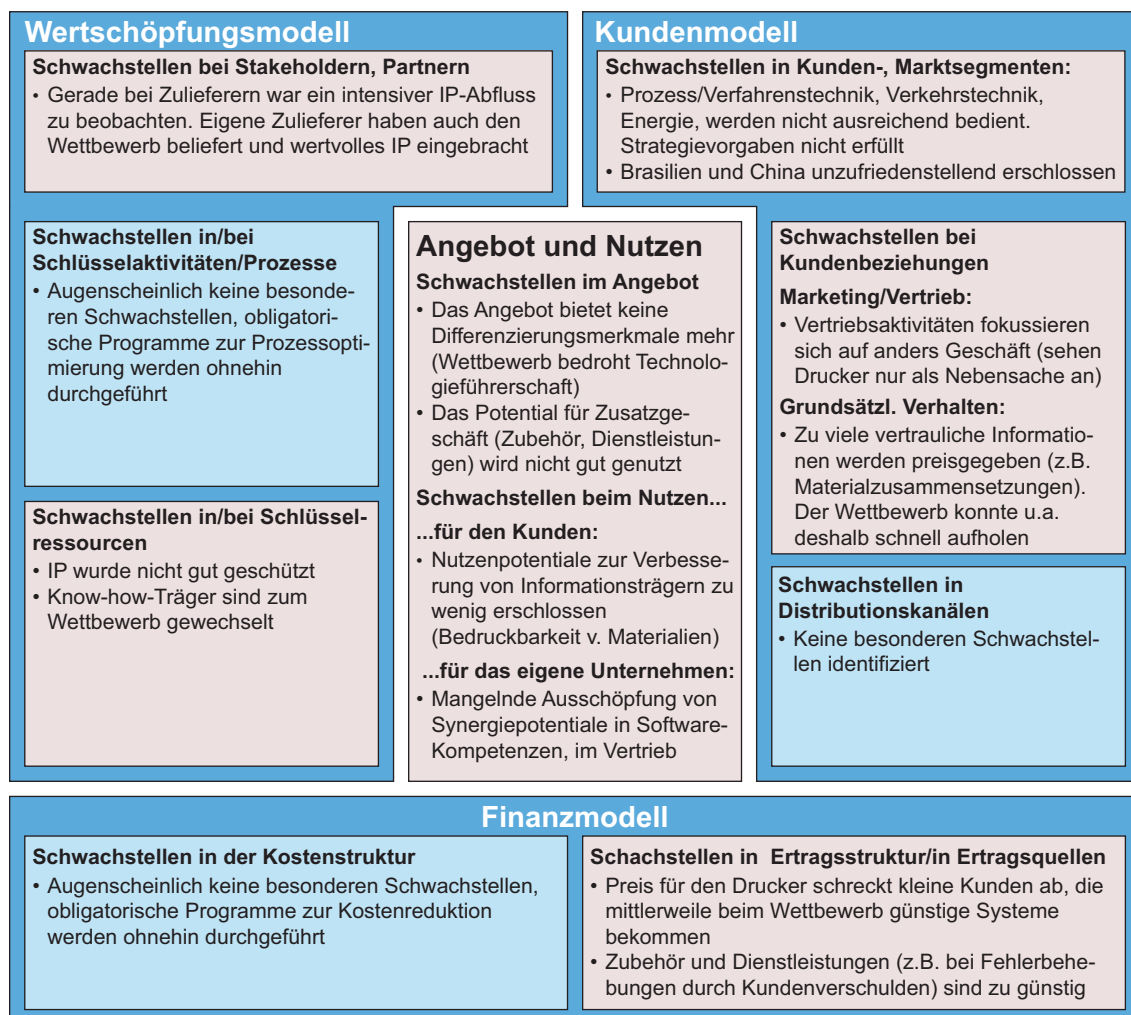 Wertschöpfungsmodell
Schwachstellen bei Stakeholdern, Partnern
• Gerade bei Zulieferern war ein intensiver IP-Abfluss
zu beobachten. Eigene Zulieferer haben auch den
Wettbewerb beliefert und wertvolles IP eingebracht
Kundenmodell
Schwachstellen in Kunden-, Marktsegmenten:
• Prozess/Verfahrenstechnik, Verkehrstechnik,
Energie, werden nicht ausreichend bedient.
Strategievorgaben nicht erfüllt
• Brasilien und China unzufriedenstellend erschlossen
Schwachstellen in/bei
Schlüsselaktivitäten/Prozesse
• Augenscheinlich keine besonde-
ren Schwachstellen, obligatori-
sche Programme zur Prozessopti-
mierung werden ohnehin
durchgeführt
Schwachstellen in/bei Schlüssel-
ressourcen
• IP wurde nicht gut geschützt
• Know-how-Träger sind zum
Wettbewerb gewechselt
Angebot und Nutzen
Schwachstellen im Angebot
• Das Angebot bietet keine
Differenzierungsmerkmale mehr
(Wettbewerb bedroht Technolo-
gieführerschaft)
• Das Potential für Zusatzge-
schäft (Zubehör, Dienstleistun-
gen) wird nicht gut genutzt
Schwachstellen beim Nutzen...
...für den Kunden:
• Nutzenpotentiale zur Verbesse-
rung von Informationsträgern zu
wenig erschlossen
(Bedruckbarkeit v. Materialien)
...für das eigene Unternehmen:
• Mangelnde Ausschöpfung von
Synergiepotentiale in Software-
Kompetenzen, im Vertrieb
Schwachstellen bei
Kundenbeziehungen
Marketing/Vertrieb:
• Vertriebsaktivitäten fokussieren
sich auf anders Geschäft (sehen
Drucker nur als Nebensache an)
Grundsätzl. Verhalten:
• Zu viele vertrauliche Informatio-
nen werden preisgegeben (z.B.
Materialzusammensetzungen).
Der Wettbewerb konnte u.a.
deshalb schnell aufholen
Schwachstellen in
Distributionskanälen
• Keine besonderen Schwachstel-
len identifiziert
Finanzmodell
Schwachstellen in der Kostenstruktur
• Augenscheinlich keine besonderen Schwachstellen,
obligatorische Programme zur Kostenreduktion
werden ohnehin durchgeführt
Schachstellen in Ertragsstruktur/in Ertragsquellen
• Preis für den Drucker schreckt kleine Kunden ab, die
mittlerweile beim Wettbewerb günstige Systeme
bekommen
• Zubehör und Dienstleistungen (z.B. bei Fehlerbehe-
bungen durch Kundenverschulden) sind zu günstig